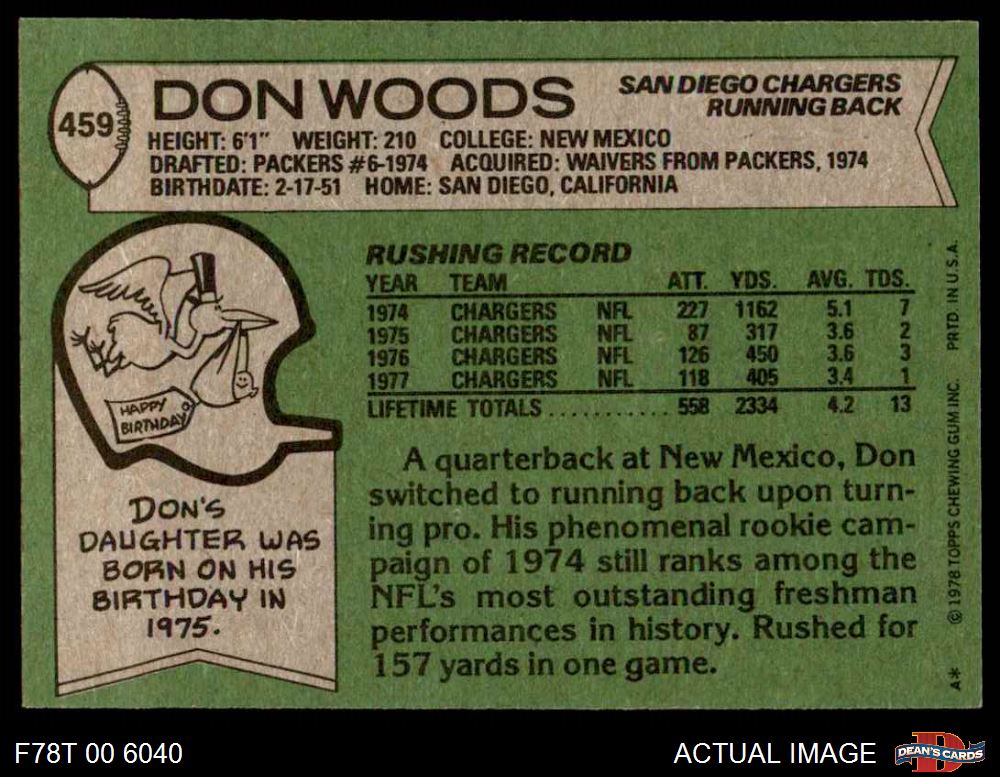 459
DON WOODS
SAN DIEGO CHARGERS
RUNNING BACK
HEIGHT: 6'1" WEIGHT: 210 COLLEGE: NEW MEXICO
DRAFTED: PACKERS #6-1974 ACQUIRED: WAIVERS FROM PACKERS, 1974
BIRTHDATE: 2-17-51 HOME: SAN DIEGO, CALIFORNIA
HAPPY
BIRTHDAY
DON'S
DAUGHTER WAS
BORN ON HIS
BIRTHDAY IN
1975.
RUSHING RECORD
YEAR TEAM ATT. YDS. AVG. TDS.
1974 CHARGERS NFL 227 1162 5.1 7
1975 CHARGERS NFL 87 317 3.6 2
1976 CHARGERS NFL 126 450 3.6 3
1977 CHARGERS NFL 118 405 3.4 1
LIFETIME TOTALS ............ 558 2334 4.2 13
A quarterback at New Mexico, Don
switched to running back upon turn-
ing pro. His phenomenal rookie cam-
paign of 1974 still ranks among the
NFL's most outstanding freshman
performances in history. Rushed for
157 yards in one game.
A* © 1978 TOPPS CHEWING GUM INC. PRTD. IN U.S.A.
F78T 00 6040
ACTUAL IMAGE
D
DEAN'S CARDS